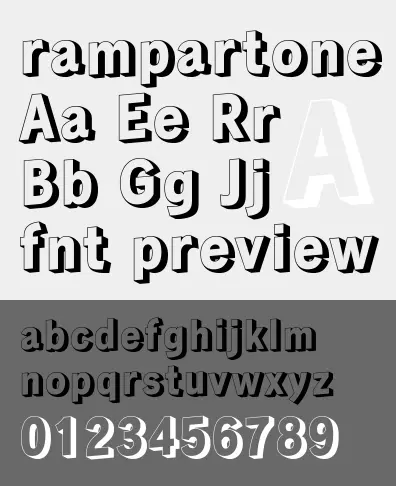 rampartone
Aa Ee Rr
A
Bb Gg Jj
fnt preview
abcdefghijklm
nopqrstuvwxyz
0123456789